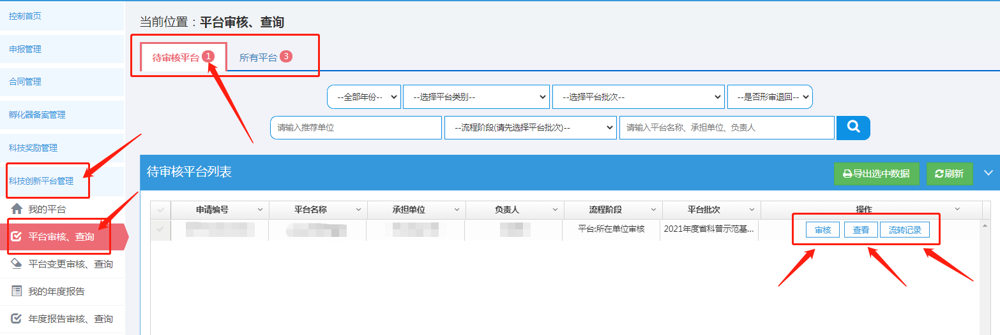 控制首页
申报管理
合同管理
孵化器备案管理
科技奖励管理
科技创新平台管理
我的平台
平台审核、查询
平台变更审核、查询
我的年度报告
年度报告审核、查询
当前位置：平台审核、查询
待审核平台 1 所有平台 3
--全部年份-- --选择平台类别-- --选择平台批次-- --是否形审退回--
请输入推荐单位 --流程阶段(请先选择平台批次)-- 请输入平台名称、承担单位、负责人
待审核平台列表 导出选中数据 刷新
申请编号 平台名称 承担单位 负责人 流程阶段 平台批次 操作
平台:所在单位审核 2021年度省科普示范基... 审核 查看 流转记录